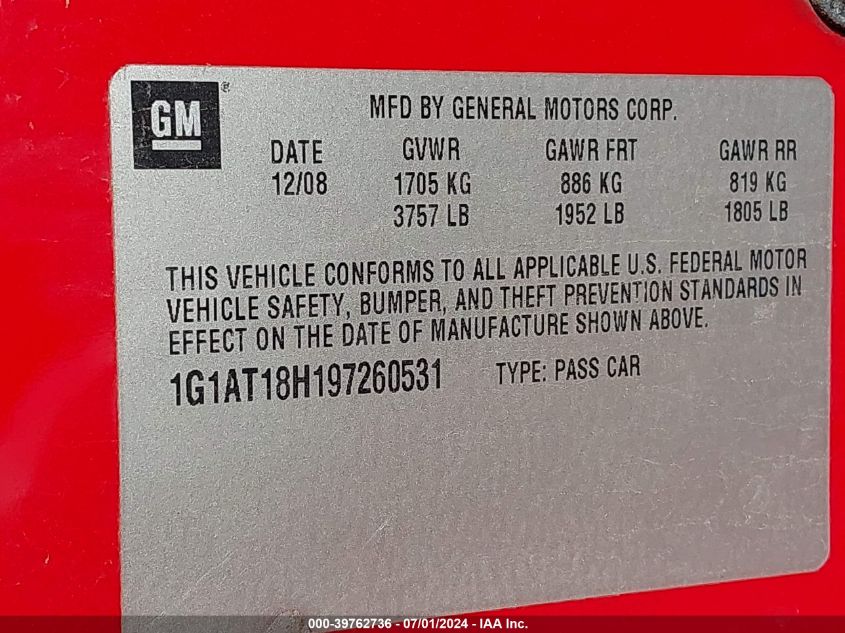 GM ®
MFD BY GENERAL MOTORS CORP.
DATE GVWR GAWR FRT GAWR RR
12/08 1705 KG 886 KG 819 KG
3757 LB 1952 LB 1805 LB
THIS VEHICLE CONFORMS TO ALL APPLICABLE U.S. FEDERAL MOTOR
VEHICLE SAFETY, BUMPER, AND THEFT PREVENTION STANDARDS IN
EFFECT ON THE DATE OF MANUFACTURE SHOWN ABOVE.
1G1AT18H197260531 TYPE: PASS CAR
000-39762736 - 07/01/2024 - IAA Inc.